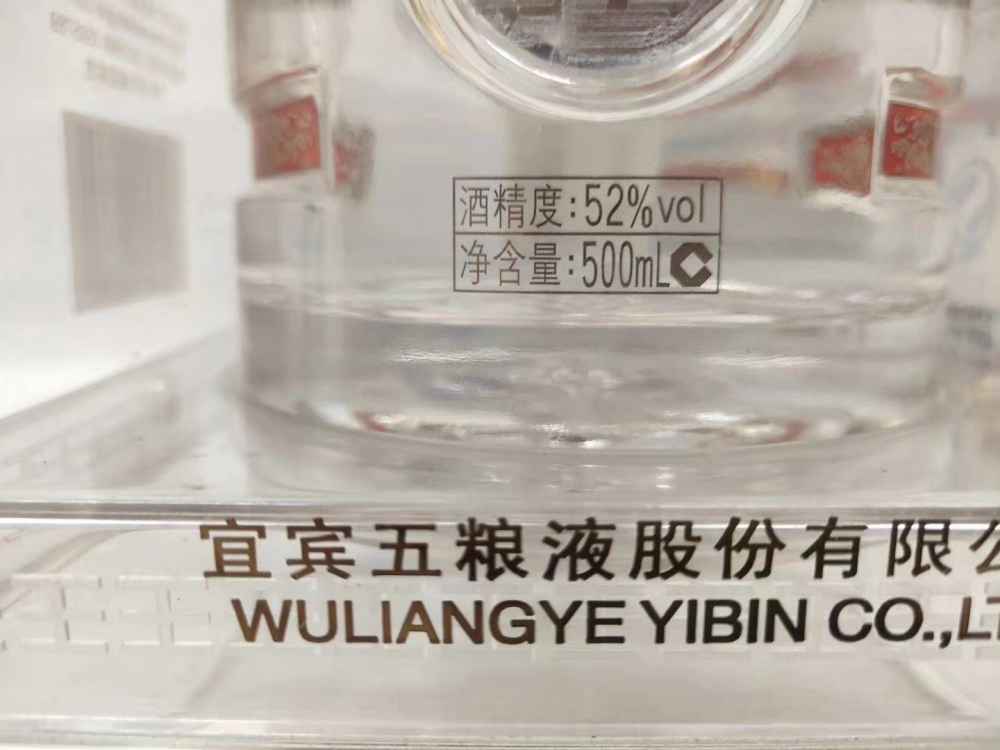 酒精度:52%vol
净含量:500mL
宜宾五粮液股份有限
WULIANGYE YIBIN CO.,LT